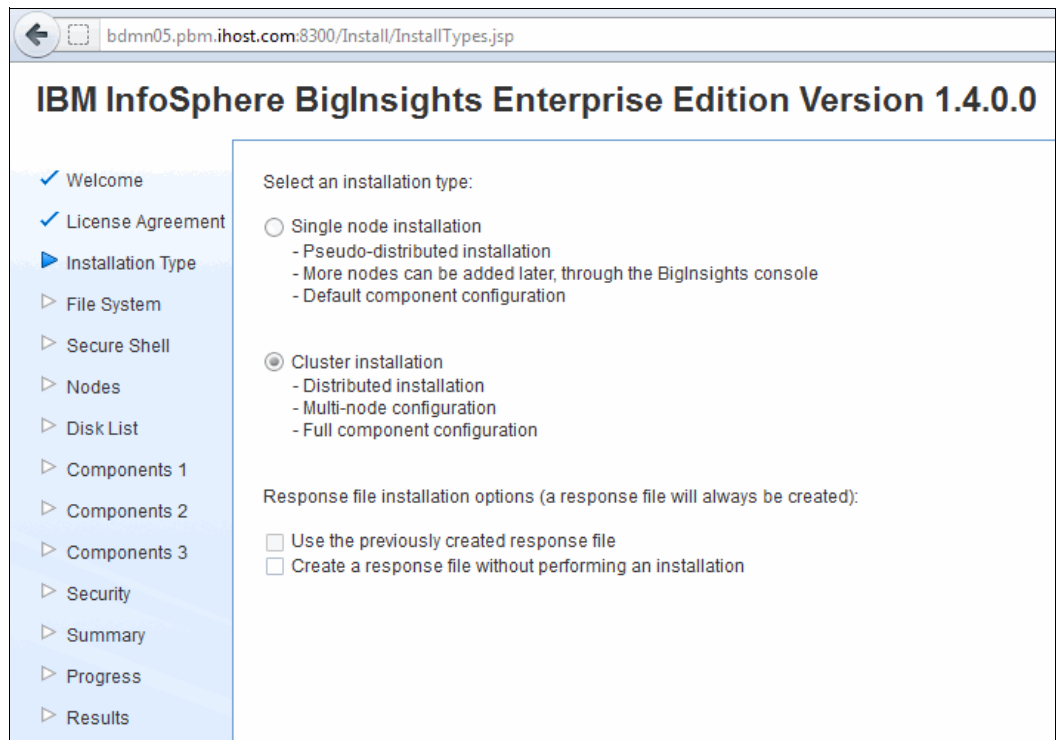 bdmn05.pbm.ihost.com:8300/Install/InstallTypes.jsp
IBM InfoSphere BigInsights Enterprise Edition Version 1.4.0.0
Welcome
License Agreement
Installation Type
File System
Secure Shell
Nodes
Disk List
Components 1
Components 2
Components 3
Security
Summary
Progress
Results
Select an installation type:
Single node installation
- Pseudo-distributed installation
- More nodes can be added later, through the BigInsights console
- Default component configuration
Cluster installation
- Distributed installation
- Multi-node configuration
- Full component configuration
Response file installation options (a response file will always be created):
Use the previously created response file
Create a response file without performing an installation